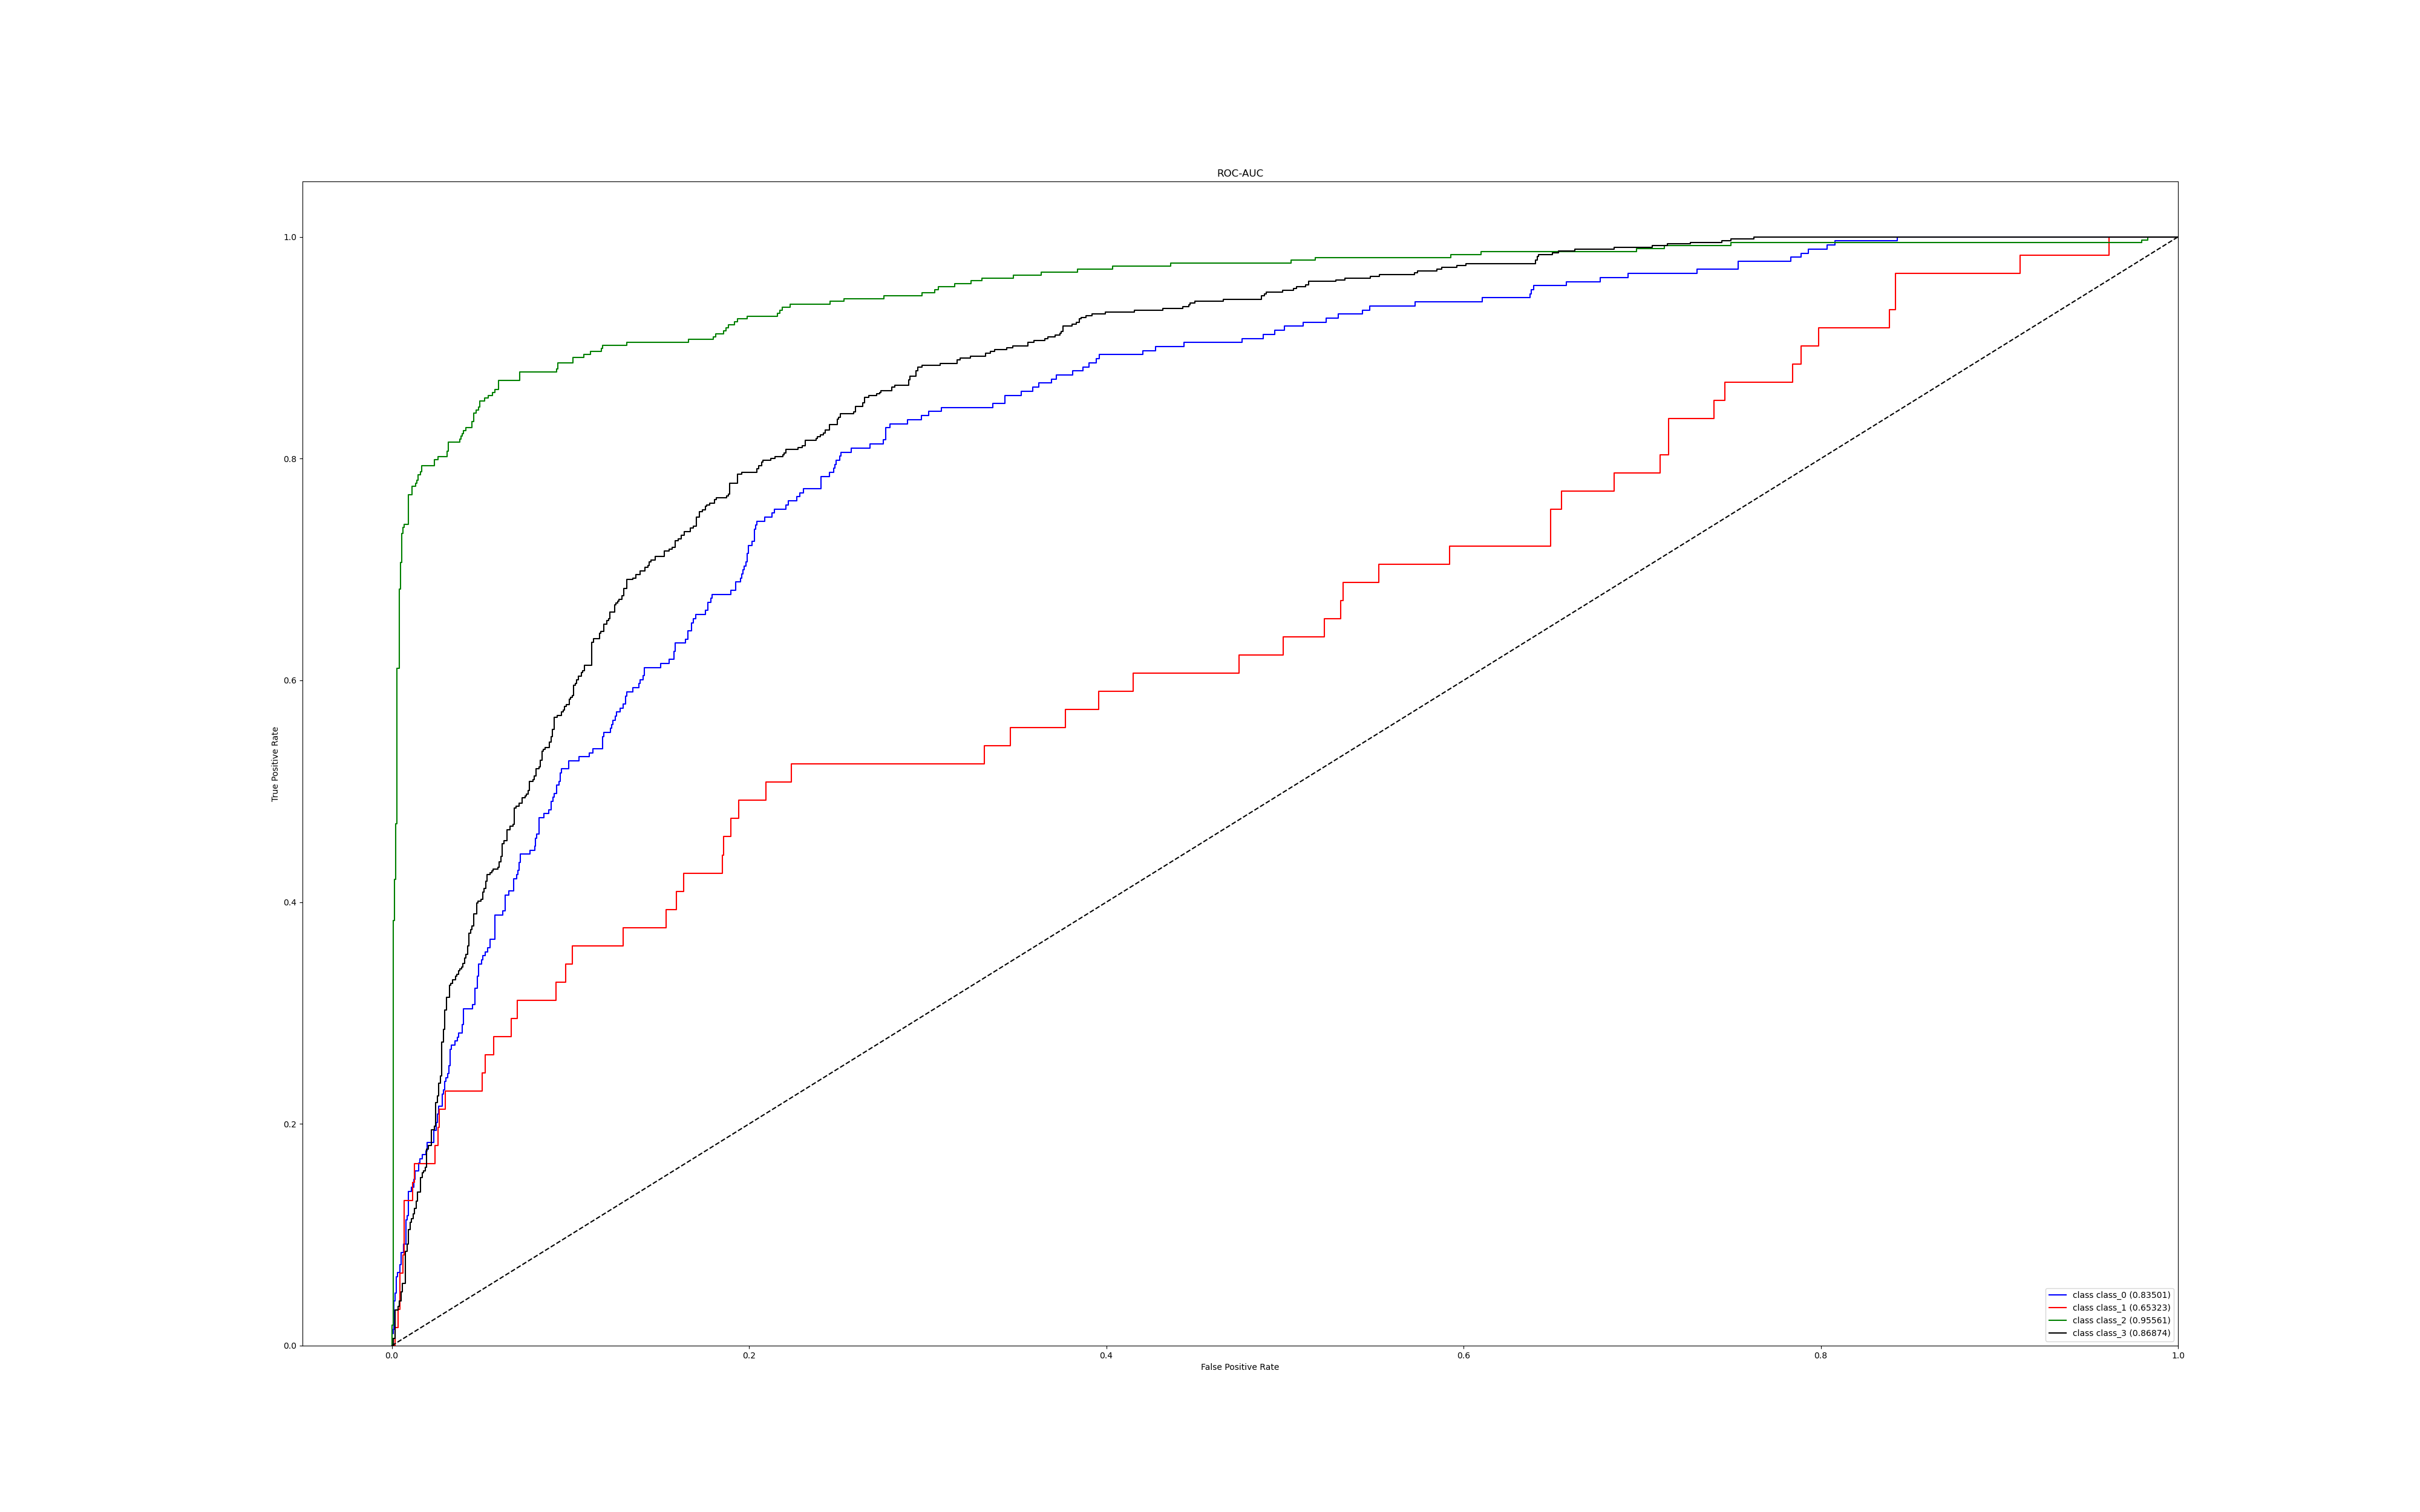 ROC-AUC
1.0
0.8
0.6
0.4
0.2
0.0
True Positive Rate
0.0 0.2 0.4 0.6 0.8 1.0
False Positive Rate
class class_0 (0.83501)
class class_1 (0.65323)
class class_2 (0.95561)
class class_3 (0.86874)